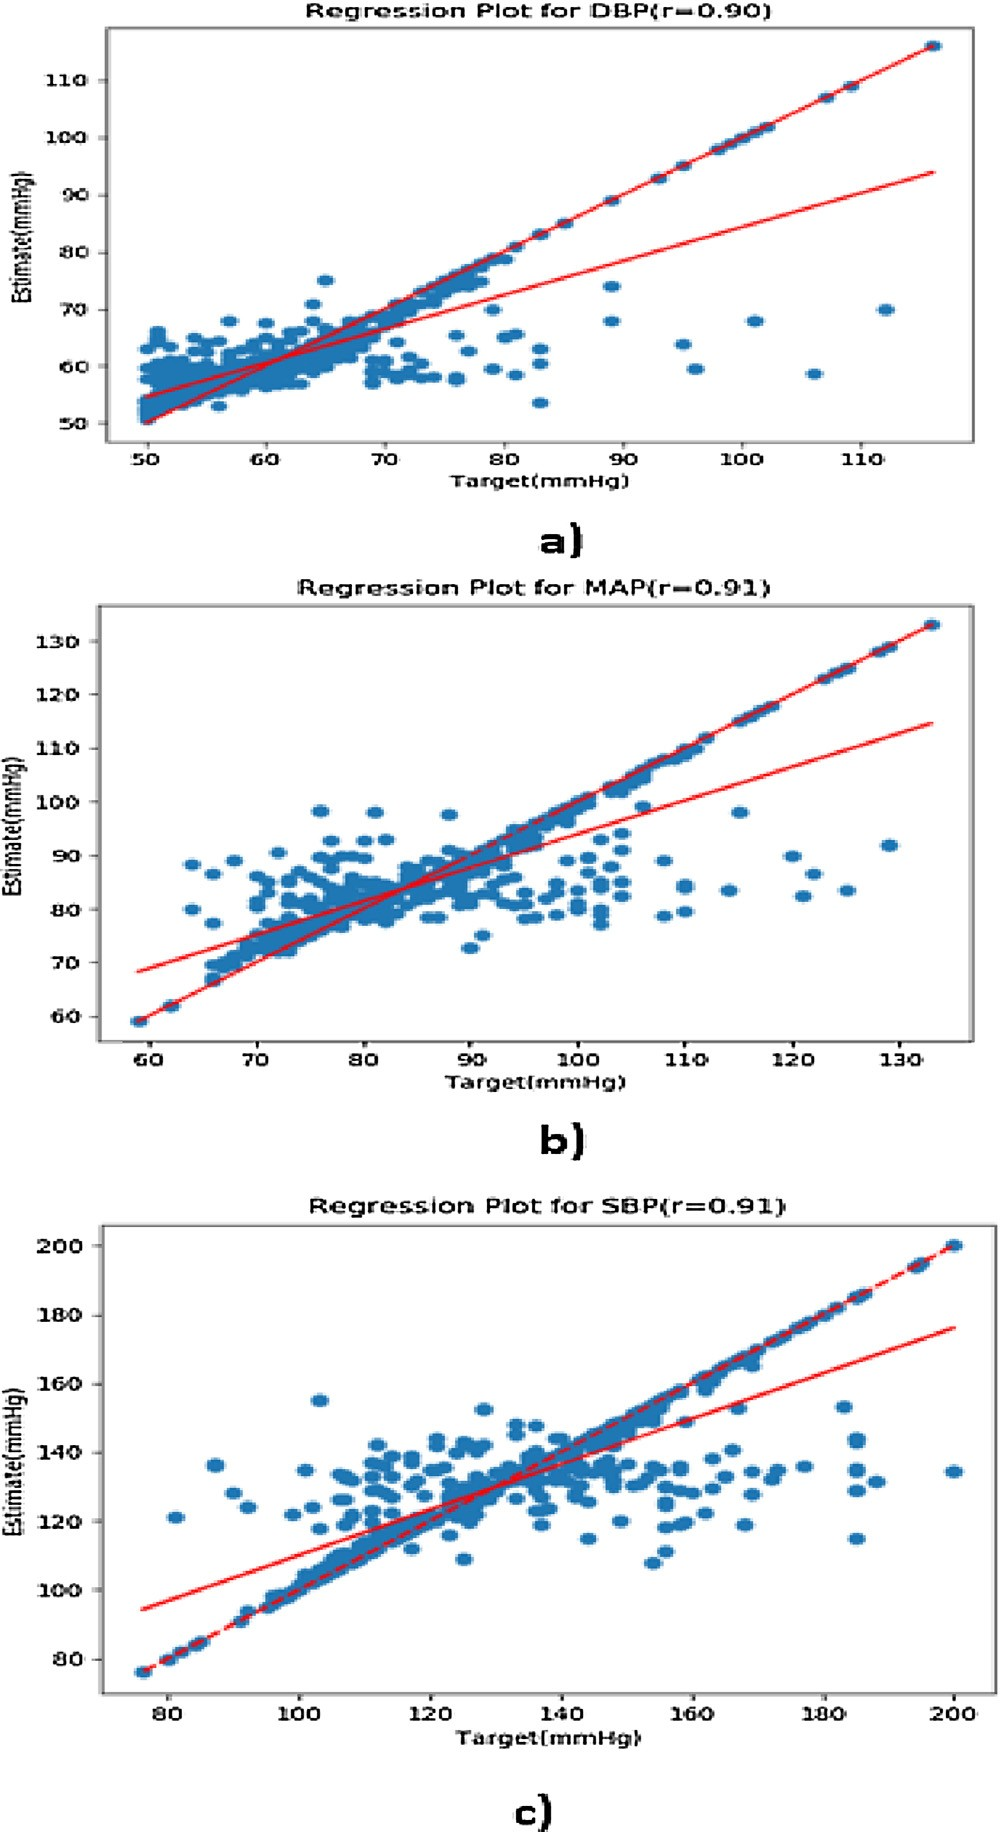 Regression Plot for DBP(r=0.90)
110
100
90
80
70
60
50
Estimate(mmHg)
50 60 70 80 90 100 110
Target(mmHg)
a)
Regression Plot for MAP(r=0.91)
130
120
110
100
90
80
70
60
Estimate(mmHg)
60 70 80 90 100 110 120 130
Target(mmHg)
b)
Regression Plot for SBP(r=0.91)
200
180
160
140
120
100
80
Estimate(mmHg)
80 100 120 140 160 180 200
Target(mmHg)
c)